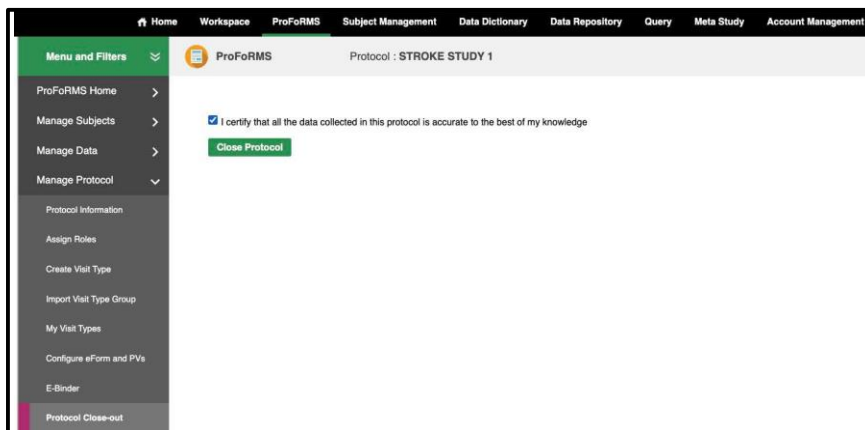 Home Workspace ProFoRMS Subject Management Data Dictionary Data Repository Query Meta Study Account Management
Menu and Filters
ProFoRMS Protocol : STROKE STUDY 1
ProFoRMS Home
Manage Subjects
Manage Data
Manage Protocol
Protocol Information
Assign Roles
Create Visit Type
Import Visit Type Group
My Visit Types
Configure eForm and PVs
E-Binder
Protocol Close-out
I certify that all the data collected in this protocol is accurate to the best of my knowledge
Close Protocol